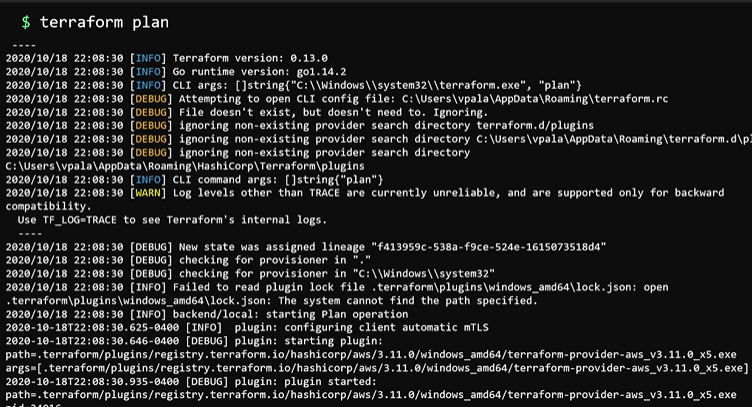 $ terraform plan
----
2020/10/18 22:08:30 [INFO] Terraform version: 0.13.0
2020/10/18 22:08:30 [INFO] Go runtime version: go1.14.2
2020/10/18 22:08:30 [INFO] CLI args: []string{"C:\\Windows\\system32\\terraform.exe", "plan"}
2020/10/18 22:08:30 [DEBUG] Attempting to open CLI config file: C:\Users\vpala\AppData\Roaming\terraform.rc
2020/10/18 22:08:30 [DEBUG] File doesn't exist, but doesn't need to. Ignoring.
2020/10/18 22:08:30 [DEBUG] ignoring non-existing provider search directory terraform.d/plugins
2020/10/18 22:08:30 [DEBUG] ignoring non-existing provider search directory C:\Users\vpala\AppData\Roaming\terraform.d\pl
2020/10/18 22:08:30 [DEBUG] ignoring non-existing provider search directory
C:\Users\vpala\AppData\Roaming\HashiCorp\Terraform\plugins
2020/10/18 22:08:30 [INFO] CLI command args: []string{"plan"}
2020/10/18 22:08:30 [WARN] Log levels other than TRACE are currently unreliable, and are supported only for backward
compatibility.
Use TF_LOG=TRACE to see Terraform's internal logs.
----
2020/10/18 22:08:30 [DEBUG] New state was assigned lineage "f413959c-538a-f9ce-524e-1615073518d4"
2020/10/18 22:08:30 [DEBUG] checking for provisioner in "."
2020/10/18 22:08:30 [DEBUG] checking for provisioner in "C:\\Windows\\system32"
2020/10/18 22:08:30 [INFO] Failed to read plugin lock file .terraform\plugins\windows_amd64\lock.json: open
.terraform\plugins\windows_amd64\lock.json: The system cannot find the path specified.
2020/10/18 22:08:30 [INFO] backend/local: starting Plan operation
2020-10-18T22:08:30.625-0400 [INFO]  plugin: configuring client automatic mTLS
2020-10-18T22:08:30.646-0400 [DEBUG] plugin: starting plugin:
path=.terraform/plugins/registry.terraform.io/hashicorp/aws/3.11.0/windows_amd64/terraform-provider-aws_v3.11.0_x5.exe
args=[.terraform/plugins/registry.terraform.io/hashicorp/aws/3.11.0/windows_amd64/terraform-provider-aws_v3.11.0_x5.exe]
2020-10-18T22:08:30.935-0400 [DEBUG] plugin: plugin started:
path=.terraform/plugins/registry.terraform.io/hashicorp/aws/3.11.0/windows_amd64/terraform-provider-aws_v3.11.0_x5.exe